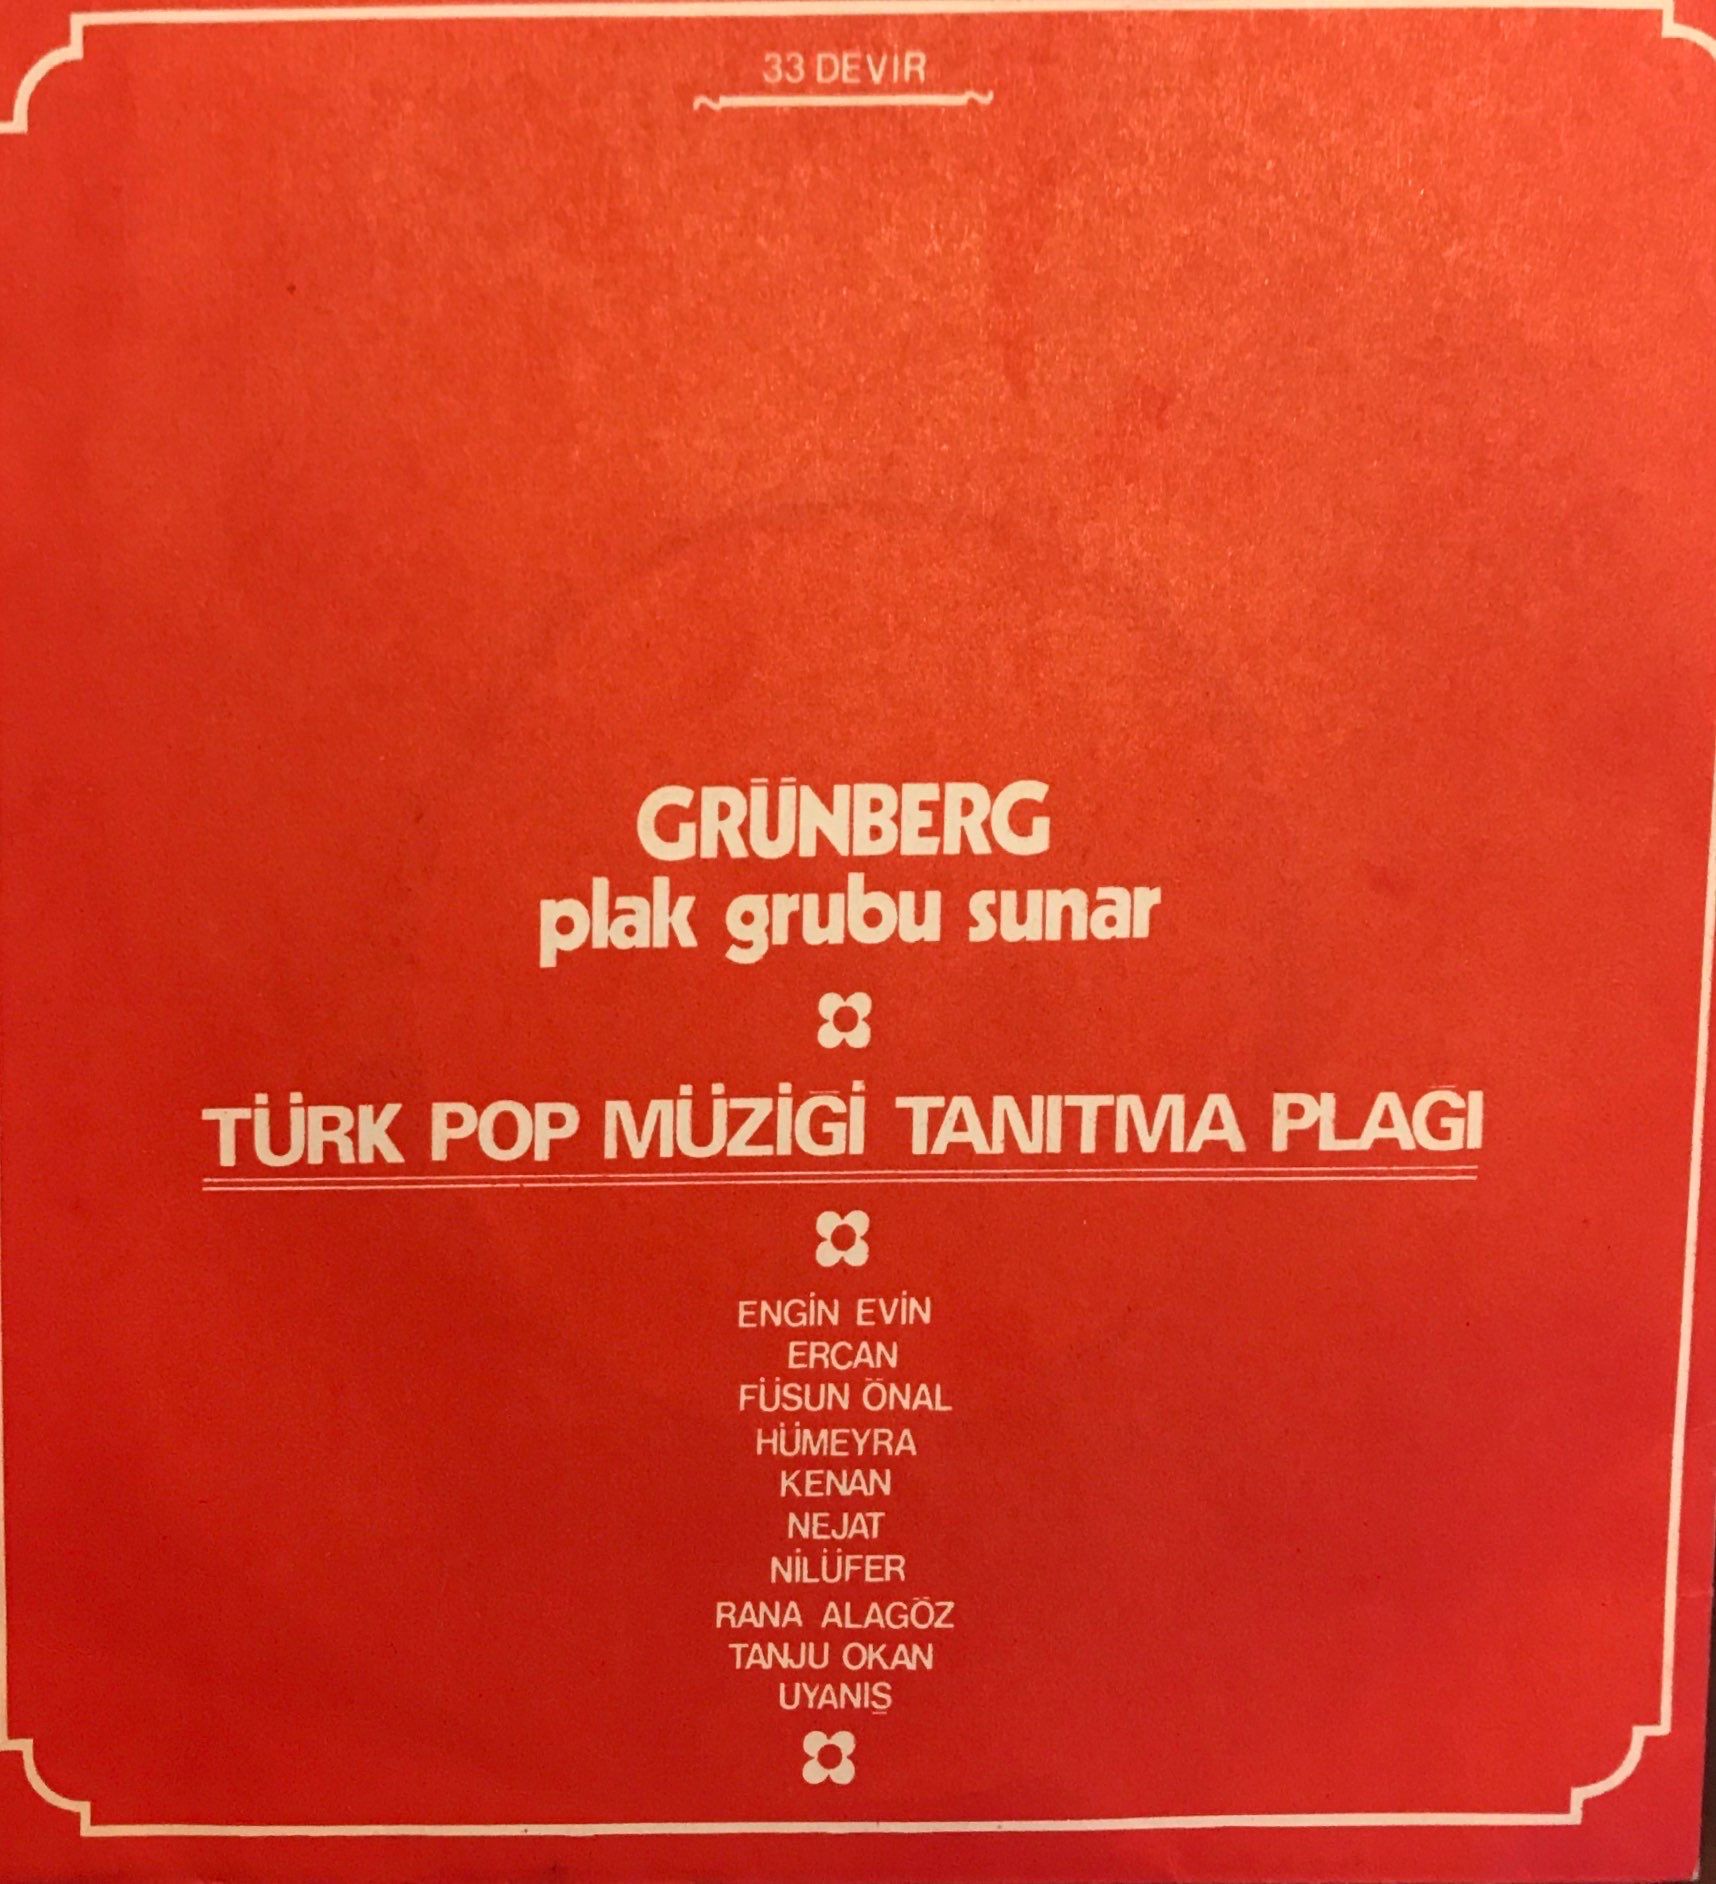 33 DEVİR
GRÜNBERG
plak grubu sunar
TÜRK POP MÜZİĞİ TANITMA PLAĞI
ENGİN EVİN
ERCAN
FÜSUN ÖNAL
HÜMEYRA
KENAN
NEJAT
NİLÜFER
RANA ALAGÖZ
TANJU OKAN
UYANIŞ